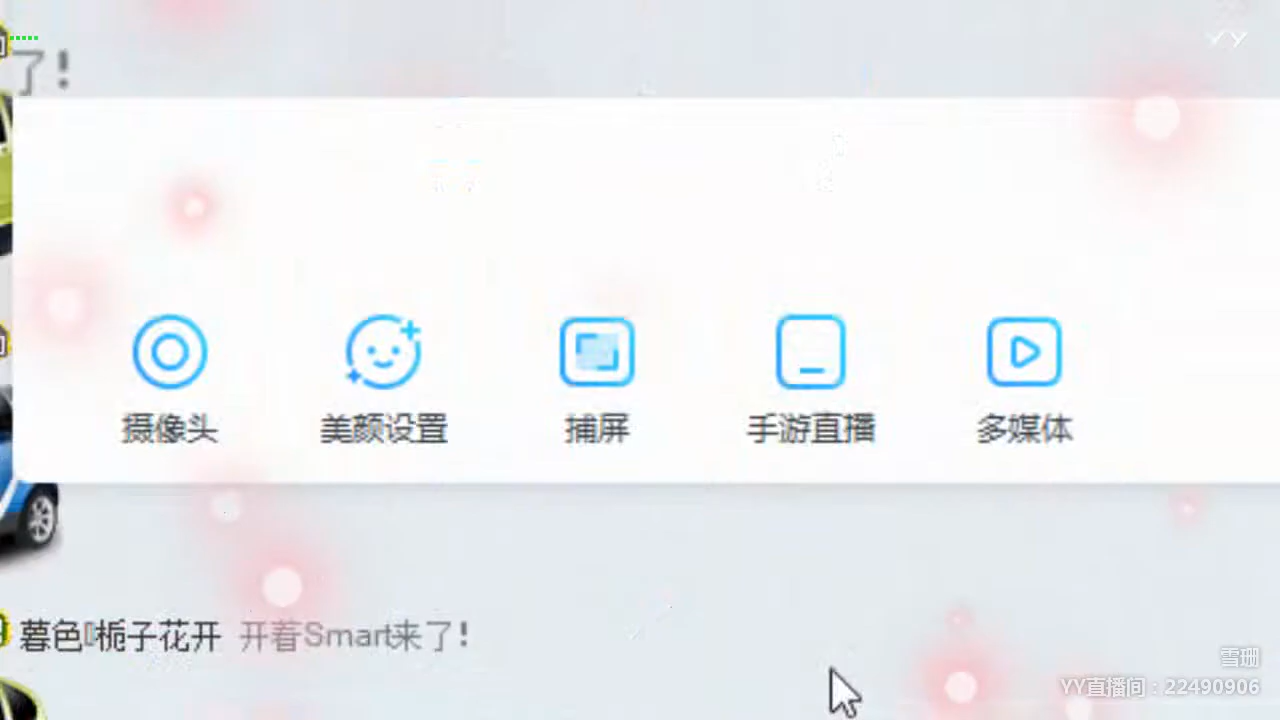 了！
YY
摄像头 美颜设置 捕屏 手游直播 多媒体
暮色 栀子花开 开着Smart来了！
雪珊
YY直播间：22490906